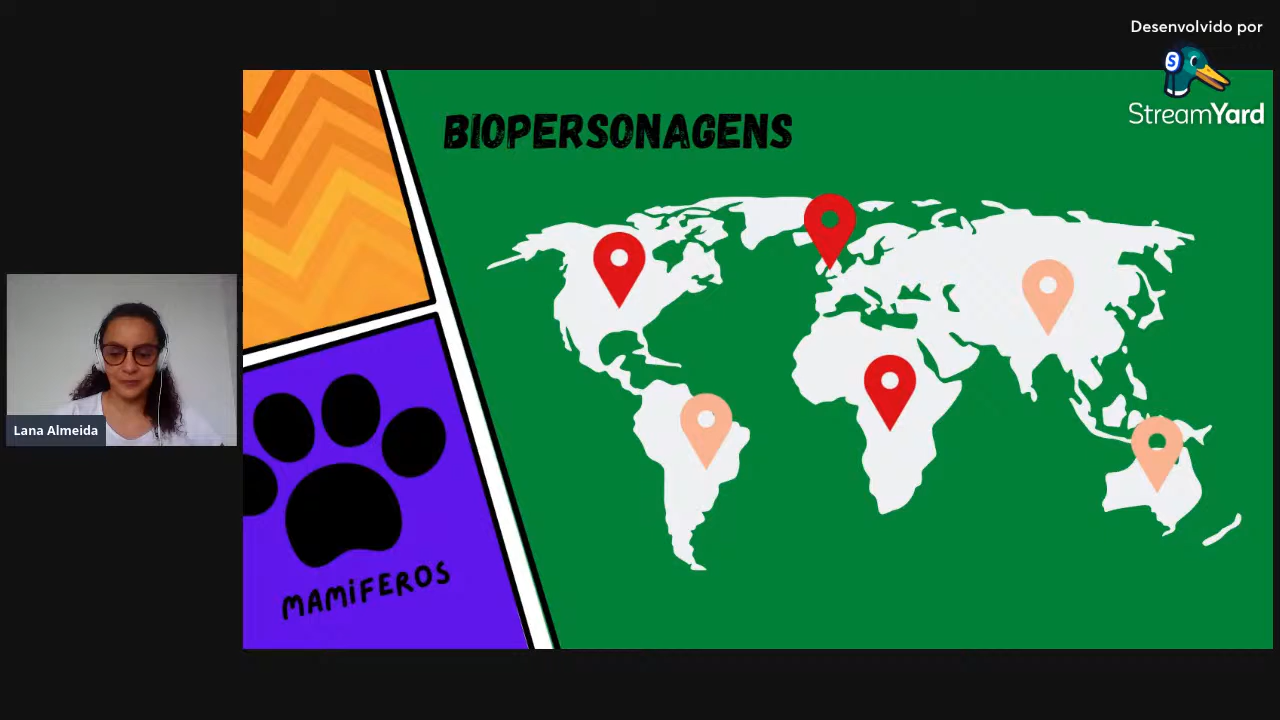 Desenvolvido por
S
StreamYard
BIOPERSONAGENS
Lana Almeida
MAMíFEROS